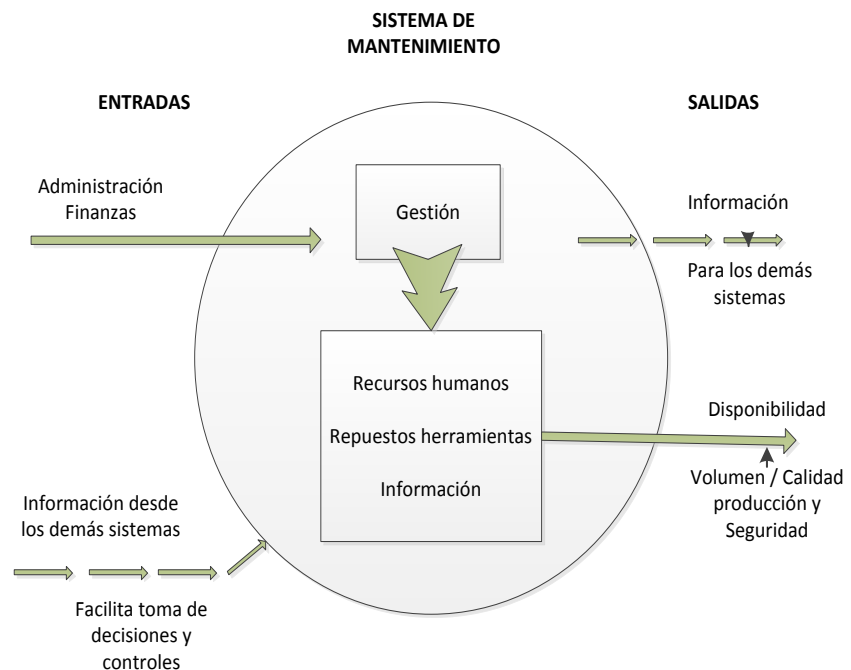 SISTEMA DE
MANTENIMIENTO
ENTRADAS
SALIDAS
Administración
Finanzas
Gestión
Información
Para los demás
sistemas
Recursos humanos
Repuestos herramientas
Información
Disponibilidad
Volumen / Calidad
producción y
Seguridad
Información desde
los demás sistemas
Facilita toma de
decisiones y
controles